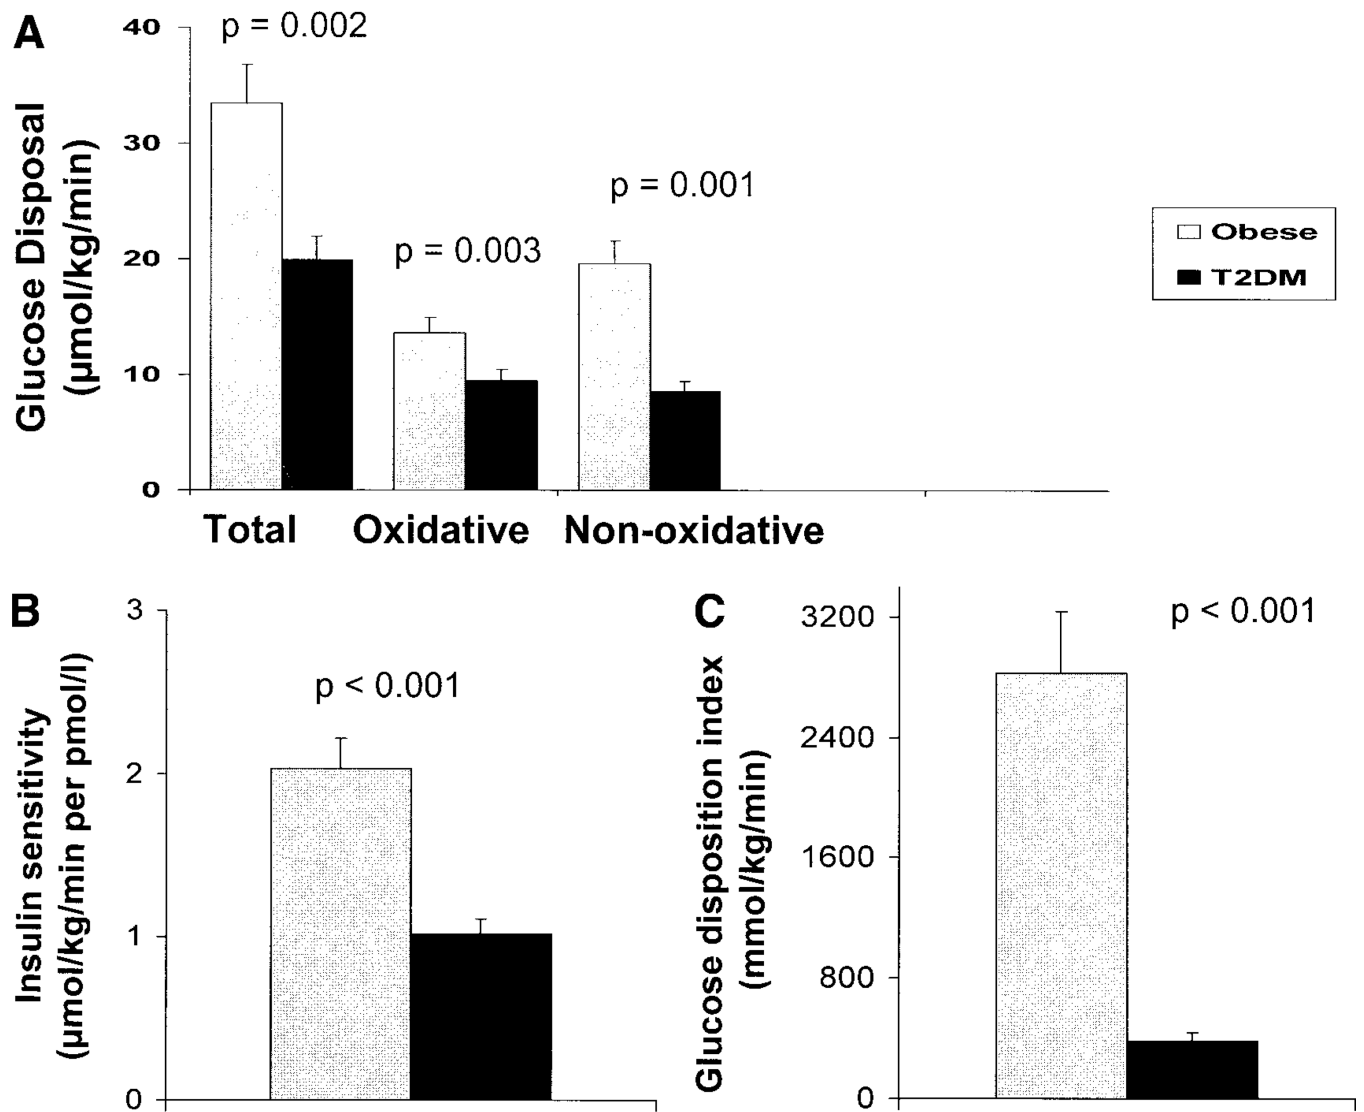 A
Glucose Disposal
(µmol/kg/min)
40
30
20
10
0
p = 0.002
p = 0.003
p = 0.001
Total Oxidative Non-oxidative
Obese
T2DM
B
Insulin sensitivity
(µmol/kg/min per pmol/l)
3
2
1
0
p < 0.001
C
Glucose disposition index
(mmol/kg/min)
3200
2400
1600
800
0
p < 0.001